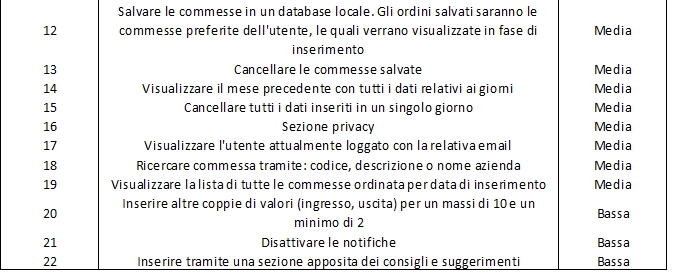 Salvare le commesse in un database locale. Gli ordini salvati saranno le
12 commesse preferite dell'utente, le quali verrano visualizzate in fase di Media
inserimento
13 Cancellare le commesse salvate Media
14 Visualizzare il mese precedente con tutti i dati relativi ai giorni Media
15 Cancellare tutti i dati inseriti in un singolo giorno Media
16 Sezione privacy Media
17 Visualizzare l'utente attualmente loggato con la relativa email Media
18 Ricercare commessa tramite: codice, descrizione o nome azienda Media
19 Visualizzare la lista di tutte le commesse ordinata per data di inserimento Media
Inserire altre coppie di valori (ingresso, uscita) per un massi di 10 e un
20 minimo di 2 Bassa
21 Disattivare le notifiche Bassa
22 Inserire tramite una sezione apposita dei consigli e suggerimenti Bassa